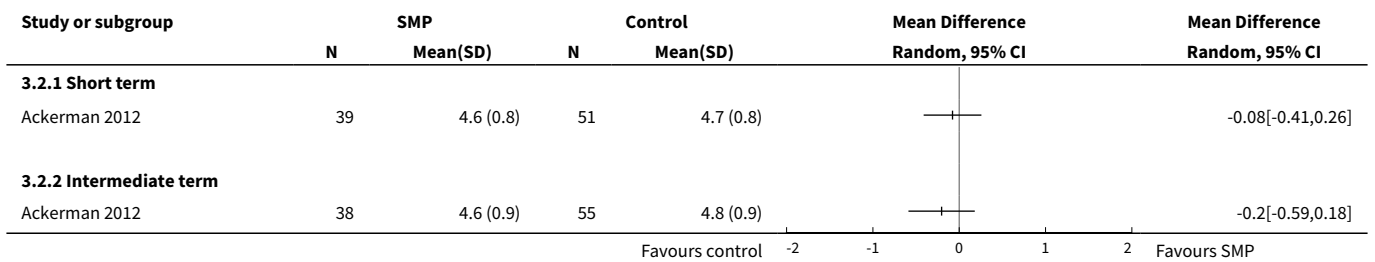 Study or subgroup SMP Control Mean Difference Mean Difference
N Mean(SD) N Mean(SD) Random, 95% CI Random, 95% CI
3.2.1 Short term
Ackerman 2012 39 4.6 (0.8) 51 4.7 (0.8) -0.08[-0.41,0.26]
3.2.2 Intermediate term
Ackerman 2012 38 4.6 (0.9) 55 4.8 (0.9) -0.2[-0.59,0.18]
Favours control -2 -1 0 1 2 Favours SMP